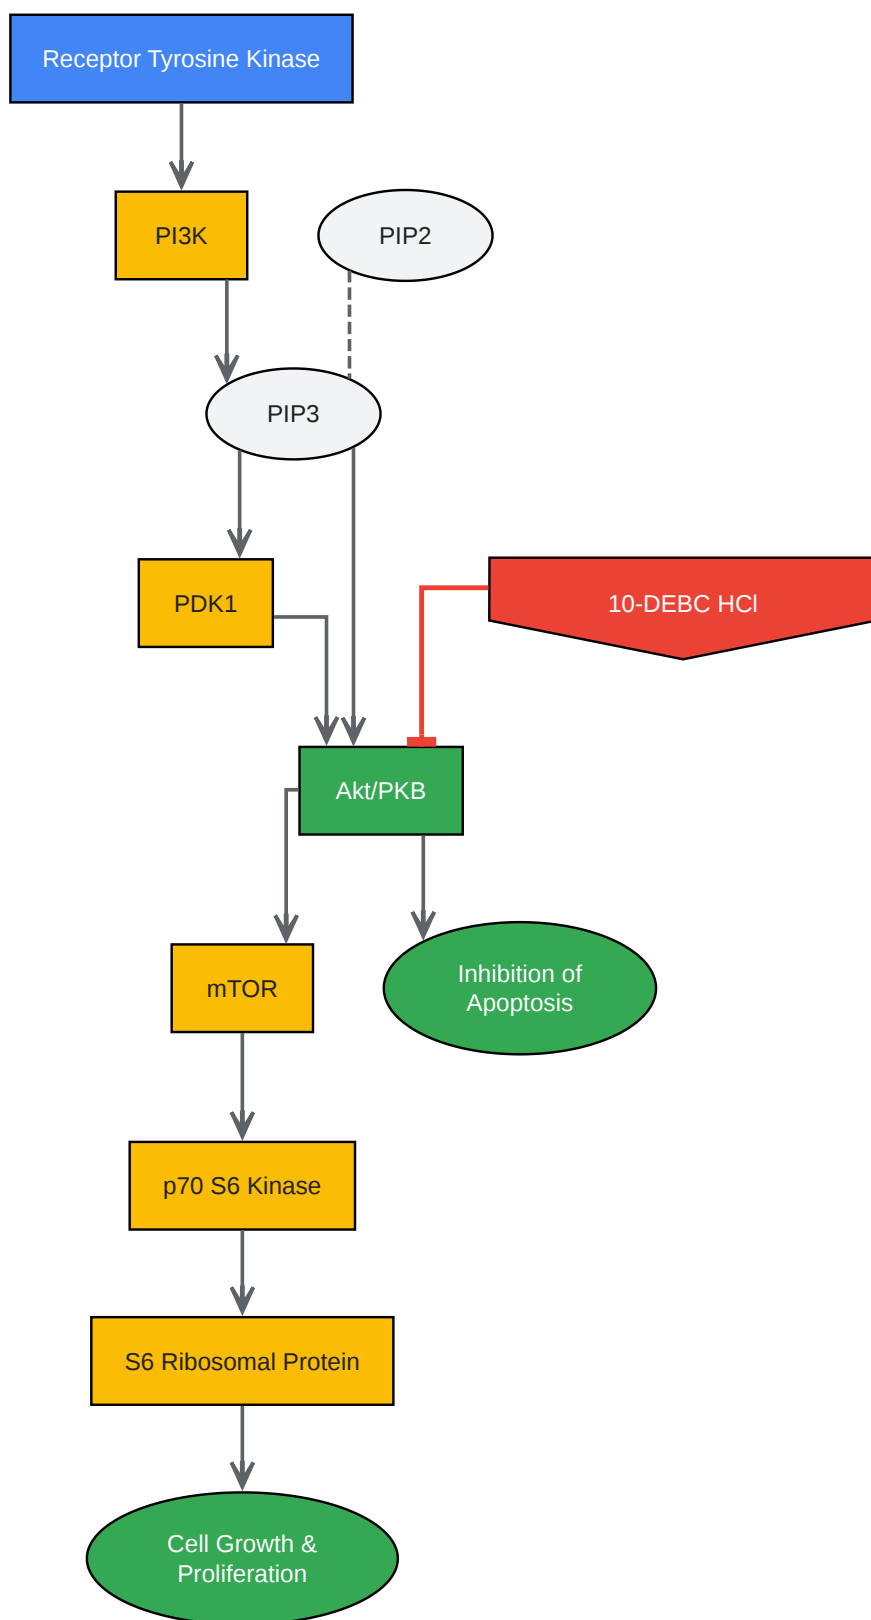 Receptor Tyrosine Kinase
PI3K
PIP2
PIP3
PDK1
10-DEBC HCl
Akt/PKB
mTOR
Inhibition of
Apoptosis
p70 S6 Kinase
S6 Ribosomal Protein
Cell Growth &
Proliferation